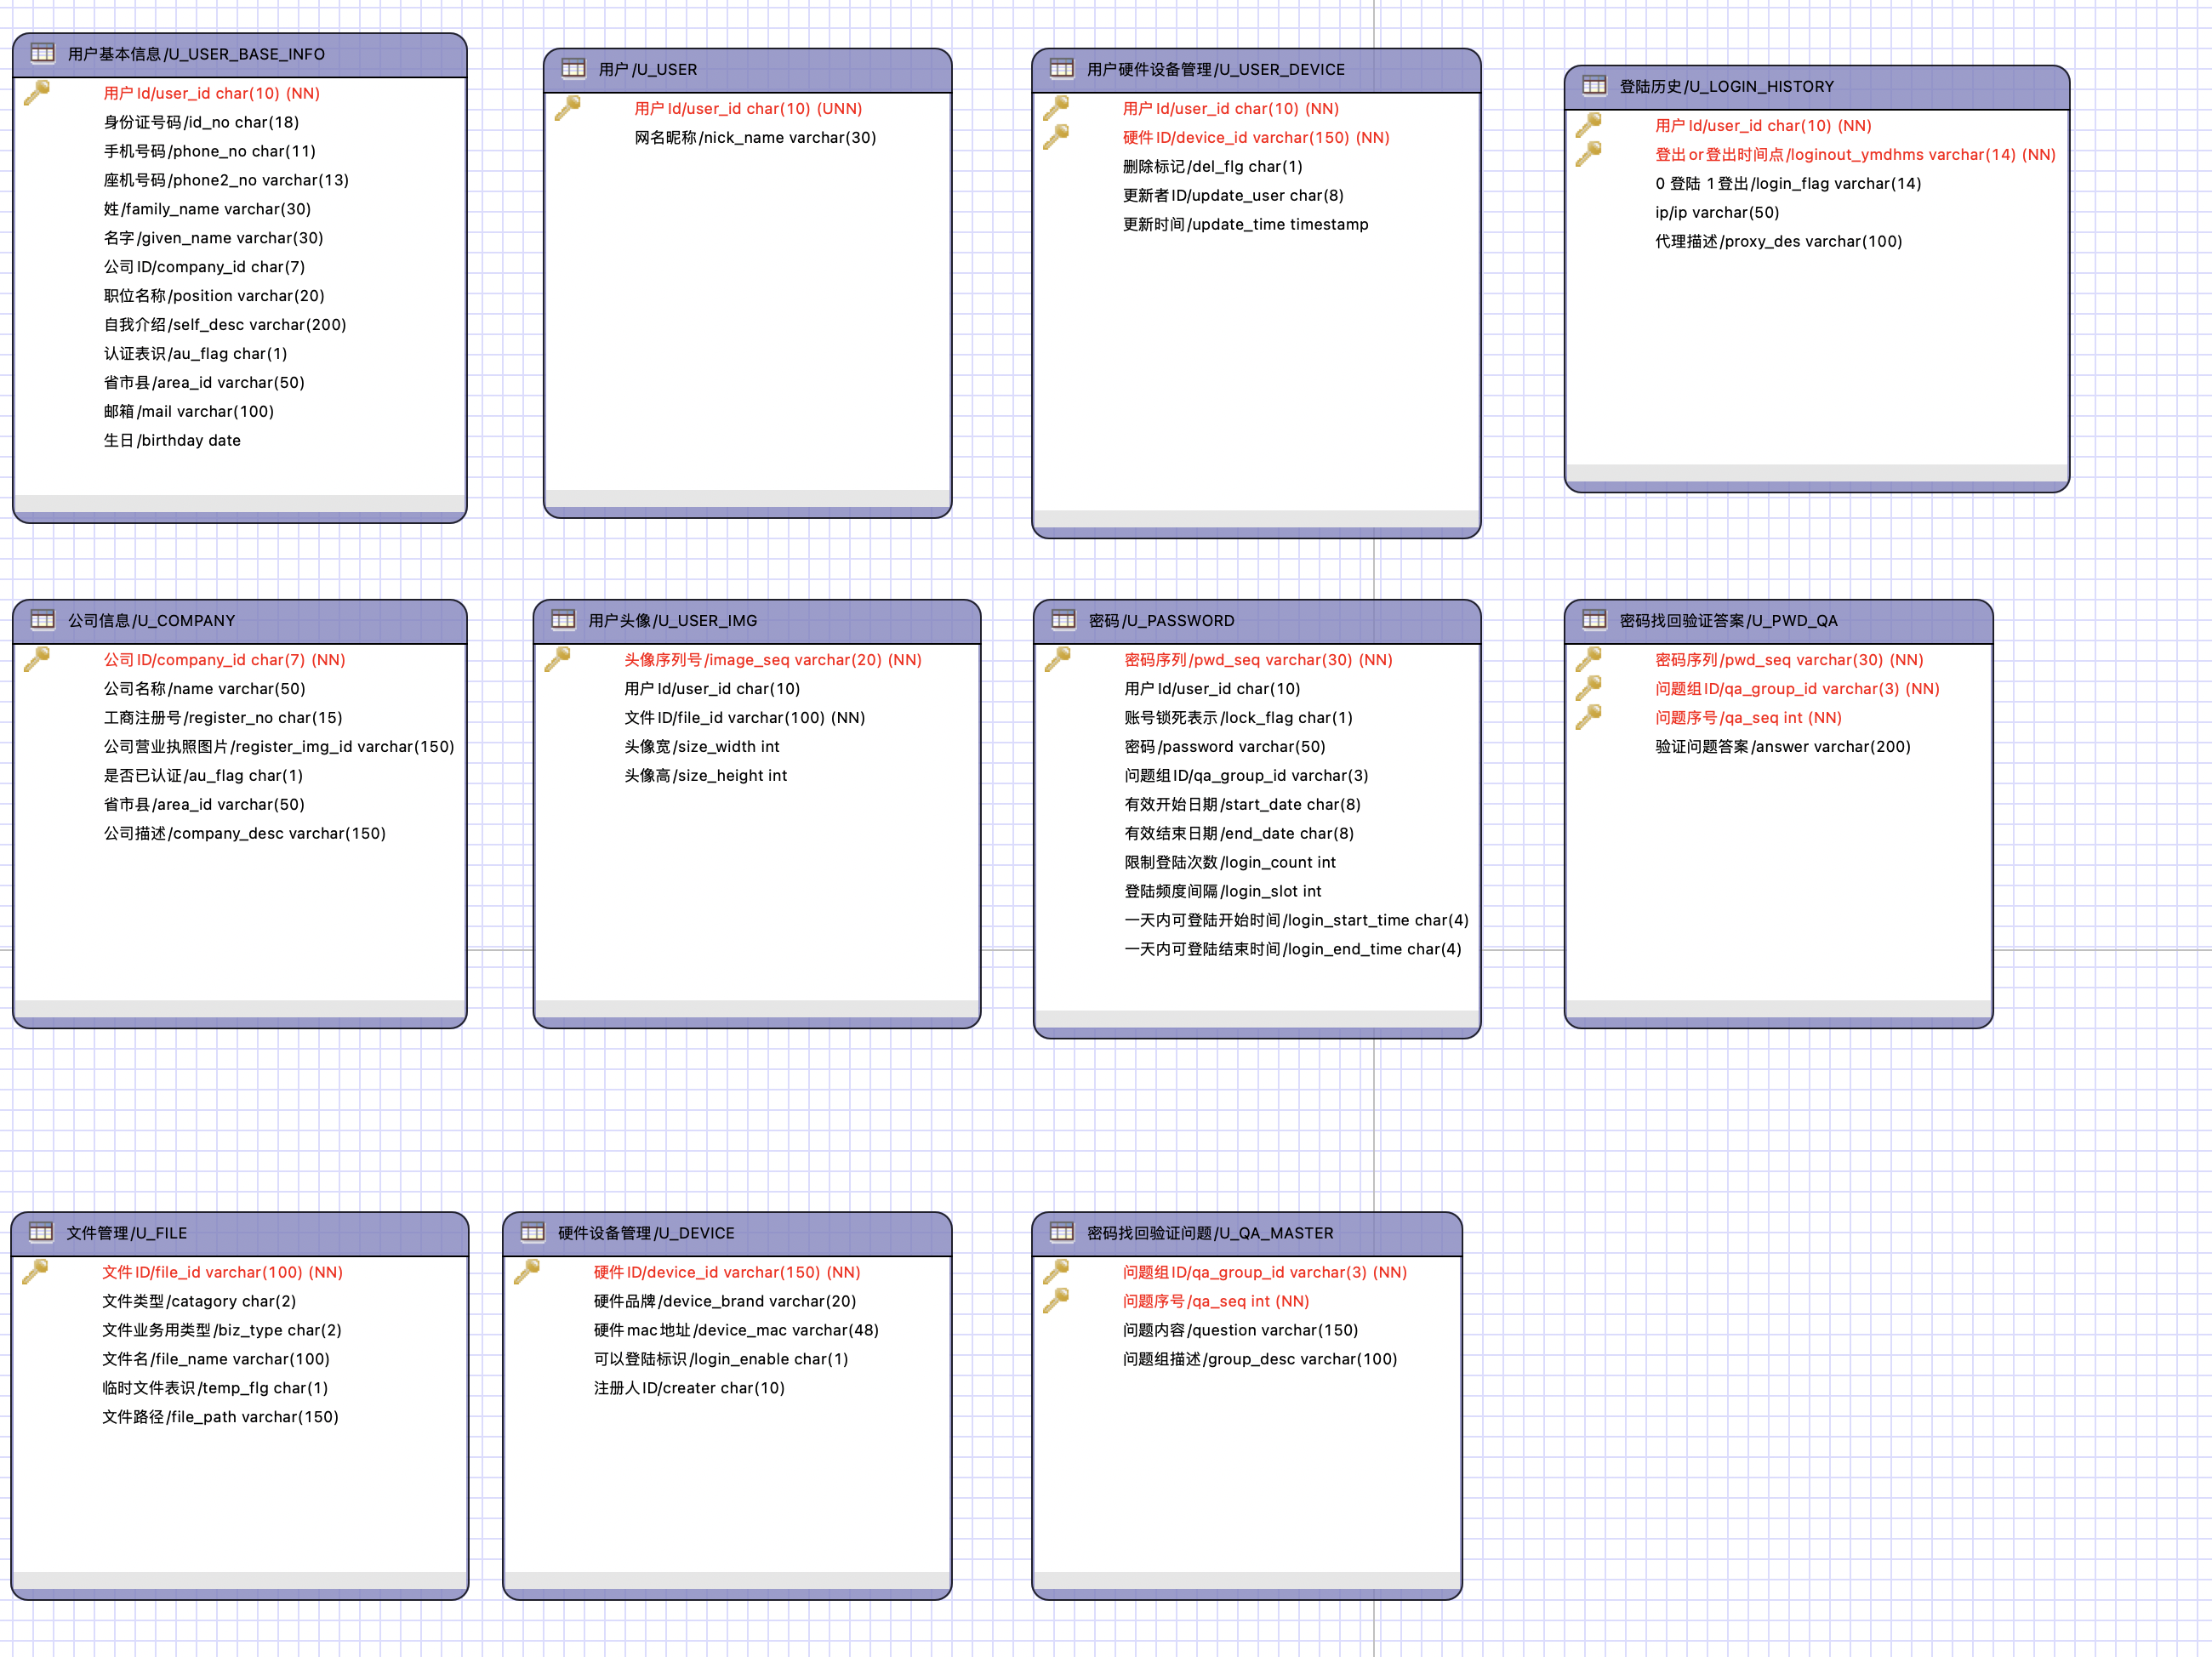 用户基本信息/U_USER_BASE_INFO
用户Id/user_id char(10) (NN)
身份证号码/id_no char(18)
手机号码/phone_no char(11)
座机号码/phone2_no varchar(13)
姓/family_name varchar(30)
名字/given_name varchar(30)
公司ID/company_id char(7)
职位名称/position varchar(20)
自我介绍/self_desc varchar(200)
认证表识/au_flag char(1)
省市县/area_id varchar(50)
邮箱/mail varchar(100)
生日/birthday date
用户/U_USER
用户Id/user_id char(10) (UNN)
网名昵称/nick_name varchar(30)
用户硬件设备管理/U_USER_DEVICE
用户Id/user_id char(10) (NN)
硬件ID/device_id varchar(150) (NN)
删除标记/del_flg char(1)
更新者ID/update_user char(8)
更新时间/update_time timestamp
登陆历史/U_LOGIN_HISTORY
用户Id/user_id char(10) (NN)
登出or登出时间点/loginout_ymdhms varchar(14) (NN)
0 登陆 1登出/login_flag varchar(14)
ip/ip varchar(50)
代理描述/proxy_des varchar(100)
公司信息/U_COMPANY
公司ID/company_id char(7) (NN)
公司名称/name varchar(50)
工商注册号/register_no char(15)
公司营业执照图片/register_img_id varchar(150)
是否已认证/au_flag char(1)
省市县/area_id varchar(50)
公司描述/company_desc varchar(150)
用户头像/U_USER_IMG
头像序列号/image_seq varchar(20) (NN)
用户Id/user_id char(10)
文件ID/file_id varchar(100) (NN)
头像宽/size_width int
头像高/size_height int
密码/U_PASSWORD
密码序列/pwd_seq varchar(30) (NN)
用户Id/user_id char(10)
账号锁死表示/lock_flag char(1)
密码/password varchar(50)
问题组ID/qa_group_id varchar(3)
有效开始日期/start_date char(8)
有效结束日期/end_date char(8)
限制登陆次数/login_count int
登陆频度间隔/login_slot int
一天内可登陆开始时间/login_start_time char(4)
一天内可登陆结束时间/login_end_time char(4)
密码找回验证答案/U_PWD_QA
密码序列/pwd_seq varchar(30) (NN)
问题组ID/qa_group_id varchar(3) (NN)
问题序号/qa_seq int (NN)
验证问题答案/answer varchar(200)
文件管理/U_FILE
文件ID/file_id varchar(100) (NN)
文件类型/catagory char(2)
文件业务用类型/biz_type char(2)
文件名/file_name varchar(100)
临时文件表识/temp_flg char(1)
文件路径/file_path varchar(150)
硬件设备管理/U_DEVICE
硬件ID/device_id varchar(150) (NN)
硬件品牌/device_brand varchar(20)
硬件mac地址/device_mac varchar(48)
可以登陆标识/login_enable char(1)
注册人ID/creater char(10)
密码找回验证问题/U_QA_MASTER
问题组ID/qa_group_id varchar(3) (NN)
问题序号/qa_seq int (NN)
问题内容/question varchar(150)
问题组描述/group_desc varchar(100)